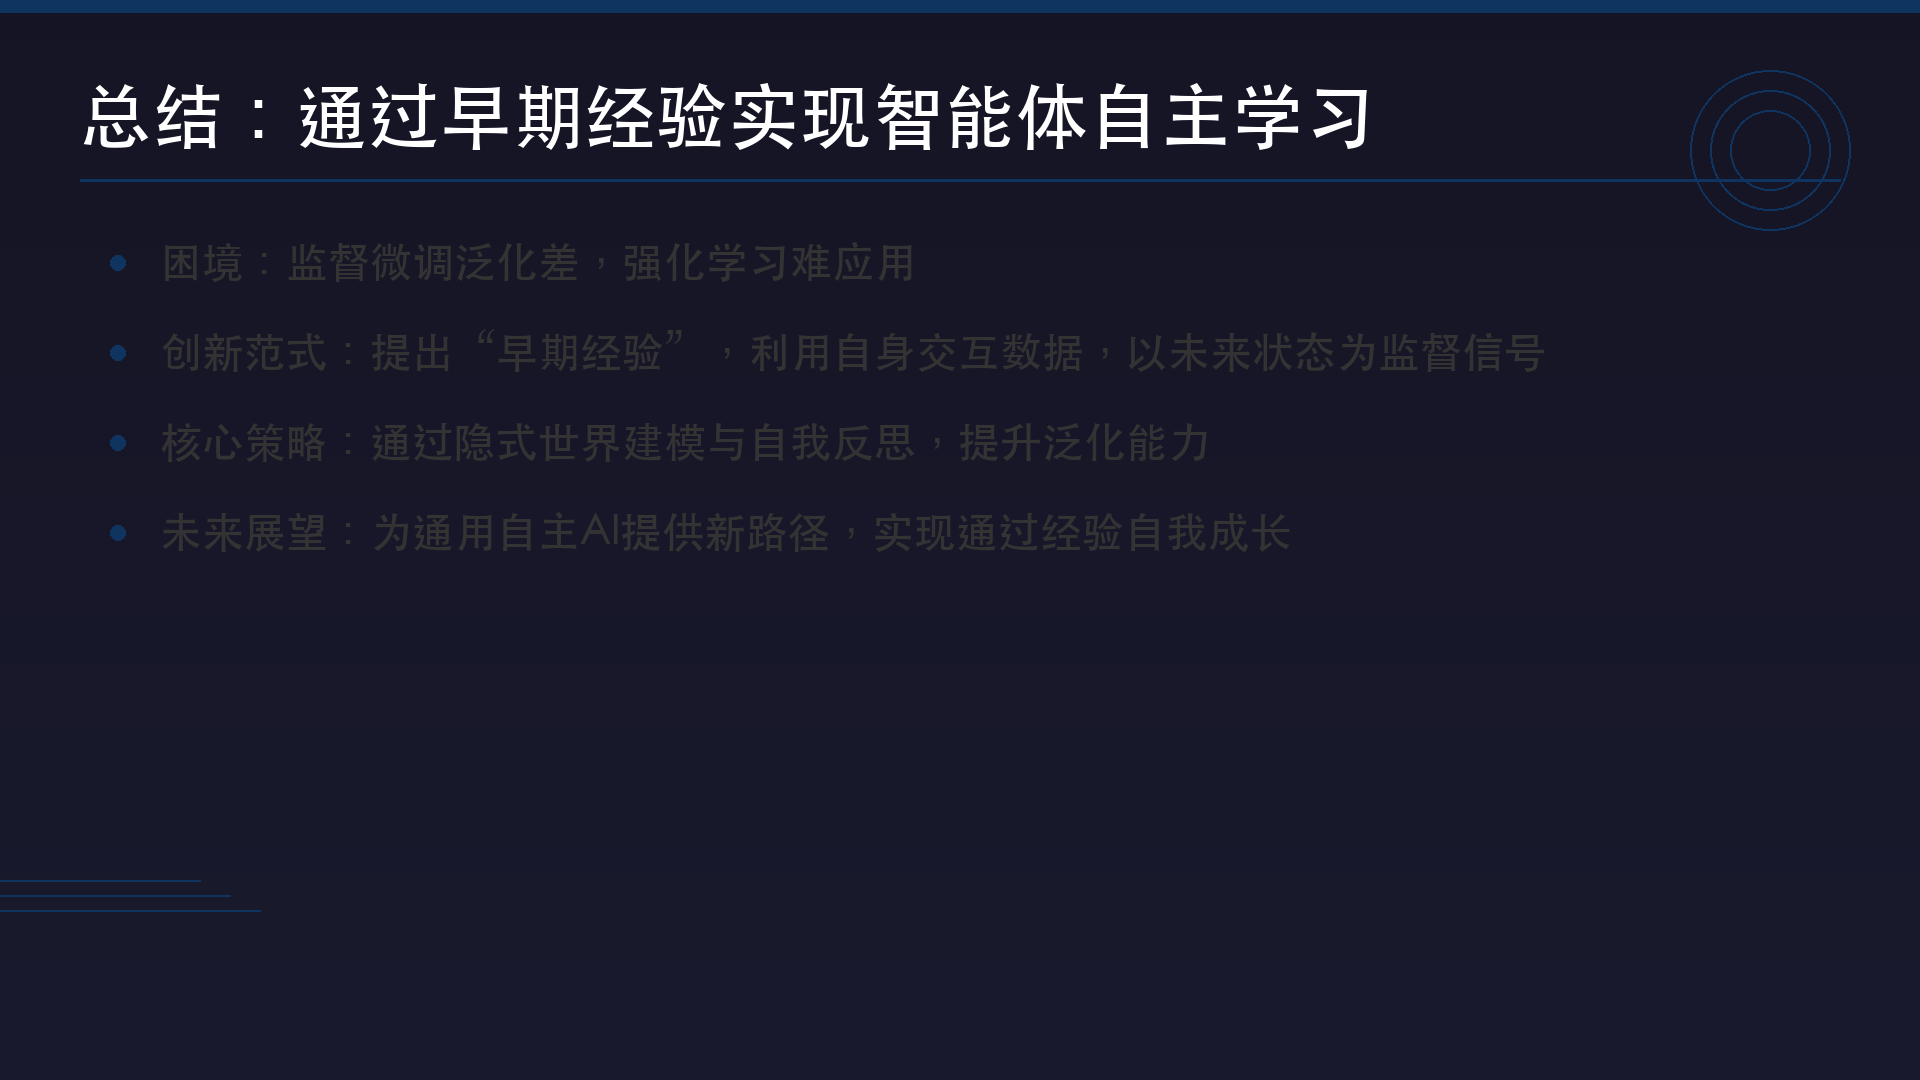 总结：通过早期经验实现智能体自主学习
困境：监督微调泛化差，强化学习难应用
创新范式：提出“早期经验”，利用自身交互数据，以未来状态为监督信号
核心策略：通过隐式世界建模与自我反思，提升泛化能力
未来展望：为通用自主AI提供新路径，实现通过经验自我成长